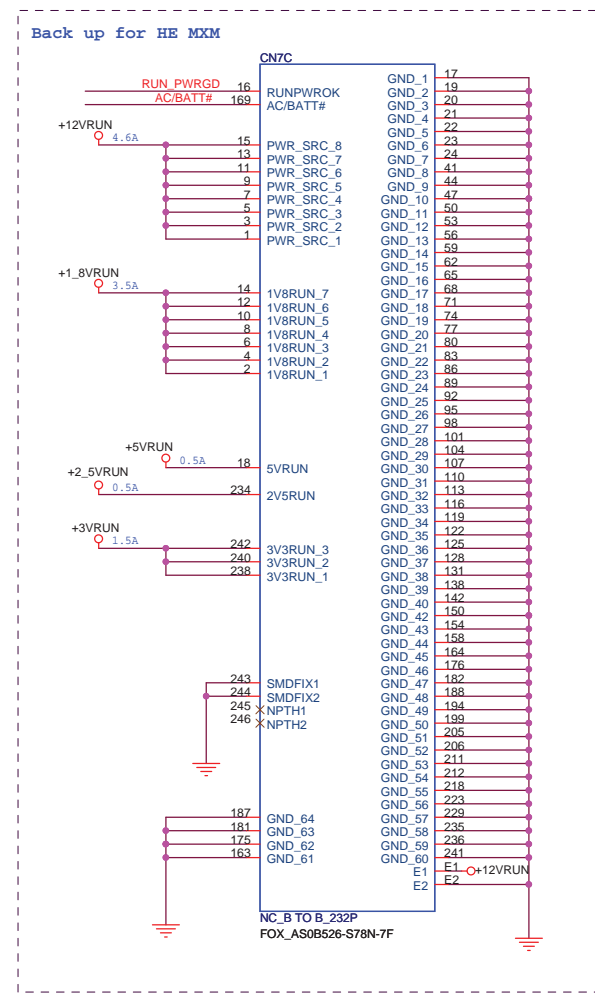 Back up for HE MXM
CN7C
RUN_PWRGD 16 RUNPWROK
AC/BATT# 169 AC/BATT#
+12VRUN
4.6A
15 PWR_SRC_8
13 PWR_SRC_7
11 PWR_SRC_6
9 PWR_SRC_5
7 PWR_SRC_4
5 PWR_SRC_3
3 PWR_SRC_2
1 PWR_SRC_1
+1_8VRUN
3.5A
14 1V8RUN_7
12 1V8RUN_6
10 1V8RUN_5
8 1V8RUN_4
6 1V8RUN_3
4 1V8RUN_2
2 1V8RUN_1
+5VRUN
0.5A 18 5VRUN
+2_5VRUN
0.5A 234 2V5RUN
+3VRUN
1.5A
242 3V3RUN_3
240 3V3RUN_2
238 3V3RUN_1
243 SMDFIX1
244 SMDFIX2
245 NPTH1
246 NPTH2
187 GND_64
181 GND_63
175 GND_62
163 GND_61
GND_1 17
GND_2 19
GND_3 20
GND_4 21
GND_5 22
GND_6 23
GND_7 24
GND_8 41
GND_9 44
GND_10 47
GND_11 50
GND_12 53
GND_13 56
GND_14 59
GND_15 62
GND_16 65
GND_17 68
GND_18 71
GND_19 74
GND_20 77
GND_21 80
GND_22 83
GND_23 86
GND_24 89
GND_25 92
GND_26 95
GND_27 98
GND_28 101
GND_29 104
GND_30 107
GND_31 110
GND_32 113
GND_33 116
GND_34 119
GND_35 122
GND_36 125
GND_37 128
GND_38 131
GND_39 138
GND_40 142
GND_42 150
GND_43 154
GND_44 158
GND_45 164
GND_46 176
GND_47 182
GND_48 188
GND_49 194
GND_50 199
GND_51 205
GND_52 206
GND_53 211
GND_54 212
GND_55 218
GND_56 223
GND_57 229
GND_58 235
GND_59 236
GND_60 241
E1 E1 +12VRUN
E2 E2
NC_B TO B_232P
FOX_AS0B526-S78N-7F